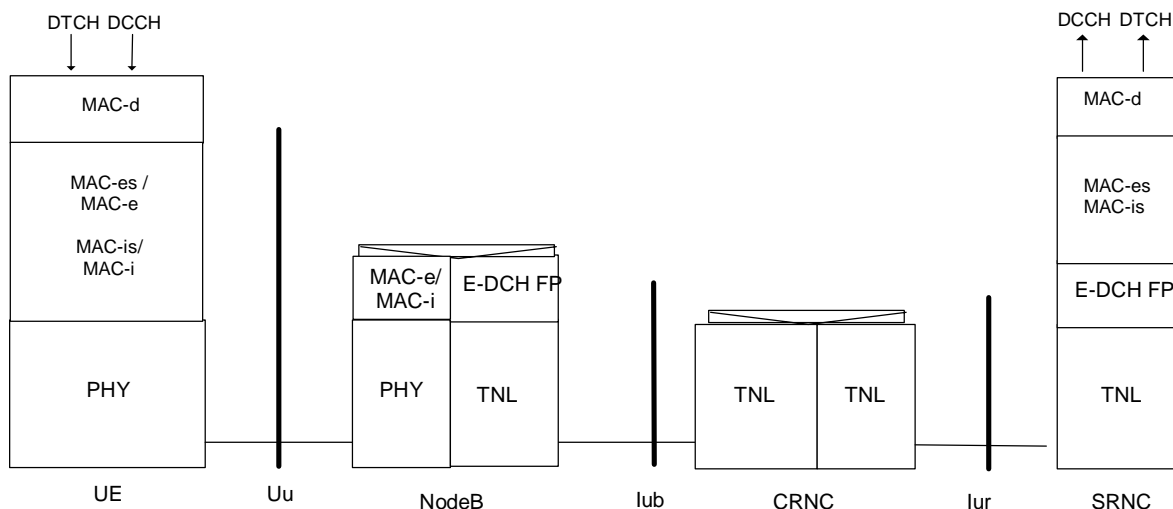 DTCH DCCH
DCCH DTCH
MAC-d
MAC-d
MAC-es /
MAC-e
MAC-is/
MAC-i
MAC-es
MAC-is
MAC-e/
MAC-i
E-DCH FP
E-DCH FP
PHY
PHY
TNL
TNL
TNL
TNL
UE
Uu
NodeB
Iub
CRNC
Iur
SRNC